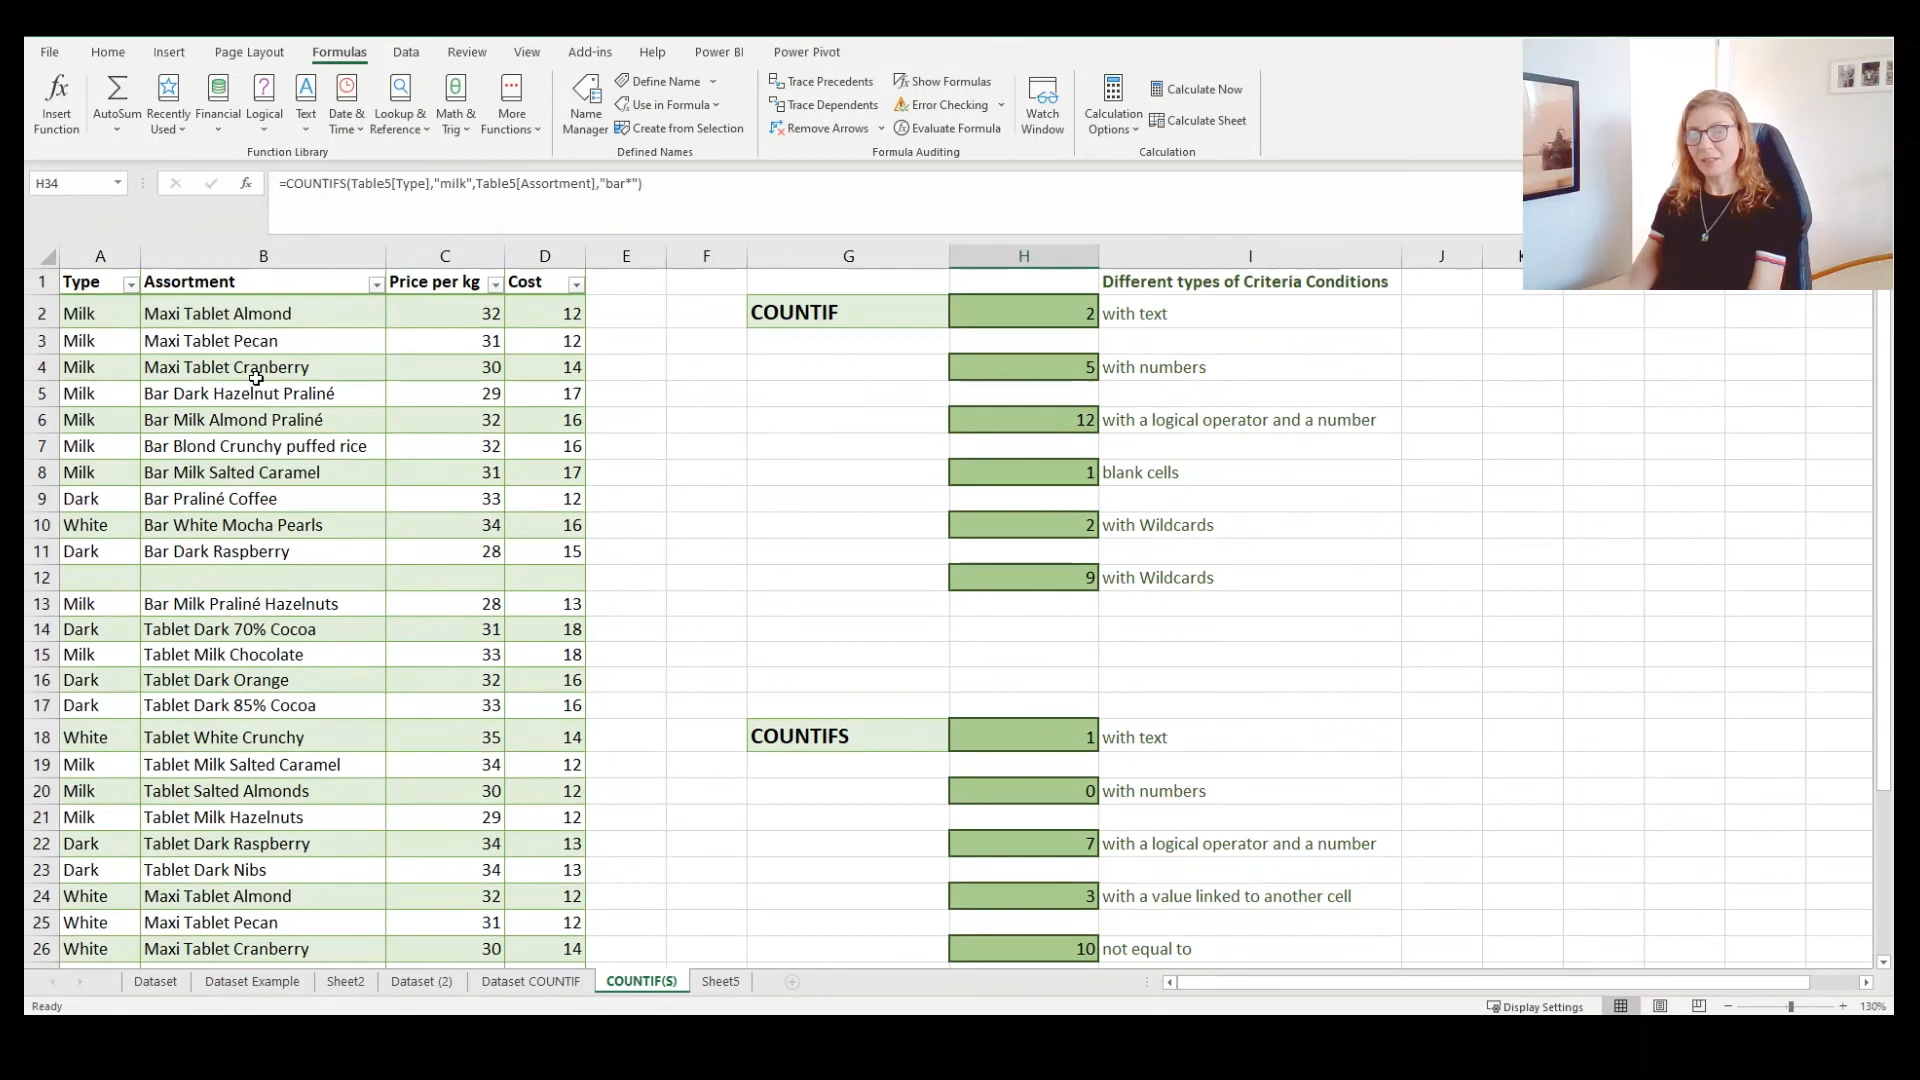 File Home Insert Page Layout Formulas Data Review View Add-ins Help Power BI Power Pivot
Insert Function
AutoSum
Recently Used
Financial
Logical
Text
Date & Time
Lookup & Reference
Math & Trig
More Functions
Function Library
Name Manager
Define Name
Use in Formula
Create from Selection
Defined Names
Trace Precedents
Trace Dependents
Remove Arrows
Show Formulas
Error Checking
Evaluate Formula
Formula Auditing
Watch Window
Calculation Options
Calculate Now
Calculate Sheet
Calculation
H34 fx =COUNTIFS(Table5[Type],"milk",Table5[Assortment],"bar*")
A B C D E F G H I J K
1 Type Assortment Price per kg Cost Different types of Criteria Conditions
2 Milk Maxi Tablet Almond 32 12 COUNTIF 2 with text
3 Milk Maxi Tablet Pecan 31 12
4 Milk Maxi Tablet Cranberry 30 14 5 with numbers
5 Milk Bar Dark Hazelnut Praliné 29 17
6 Milk Bar Milk Almond Praliné 32 16 12 with a logical operator and a number
7 Milk Bar Blond Crunchy puffed rice 32 16
8 Milk Bar Milk Salted Caramel 31 17 1 blank cells
9 Dark Bar Praliné Coffee 33 12
10 White Bar White Mocha Pearls 34 16 2 with Wildcards
11 Dark Bar Dark Raspberry 28 15
12 9 with Wildcards
13 Milk Bar Milk Praliné Hazelnuts 28 13
14 Dark Tablet Dark 70% Cocoa 31 18
15 Milk Tablet Milk Chocolate 33 18
16 Dark Tablet Dark Orange 32 16
17 Dark Tablet Dark 85% Cocoa 33 16
18 White Tablet White Crunchy 35 14 COUNTIFS 1 with text
19 Milk Tablet Milk Salted Caramel 34 12
20 Milk Tablet Salted Almonds 30 12 0 with numbers
21 Milk Tablet Milk Hazelnuts 29 12
22 Dark Tablet Dark Raspberry 34 13 7 with a logical operator and a number
23 Dark Tablet Dark Nibs 34 13
24 White Maxi Tablet Almond 32 12 3 with a value linked to another cell
25 White Maxi Tablet Pecan 31 12
26 White Maxi Tablet Cranberry 30 14 10 not equal to
Dataset Dataset Example Sheet2 Dataset (2) Dataset COUNTIF COUNTIF(S) Sheet5
Ready Display Settings 130%